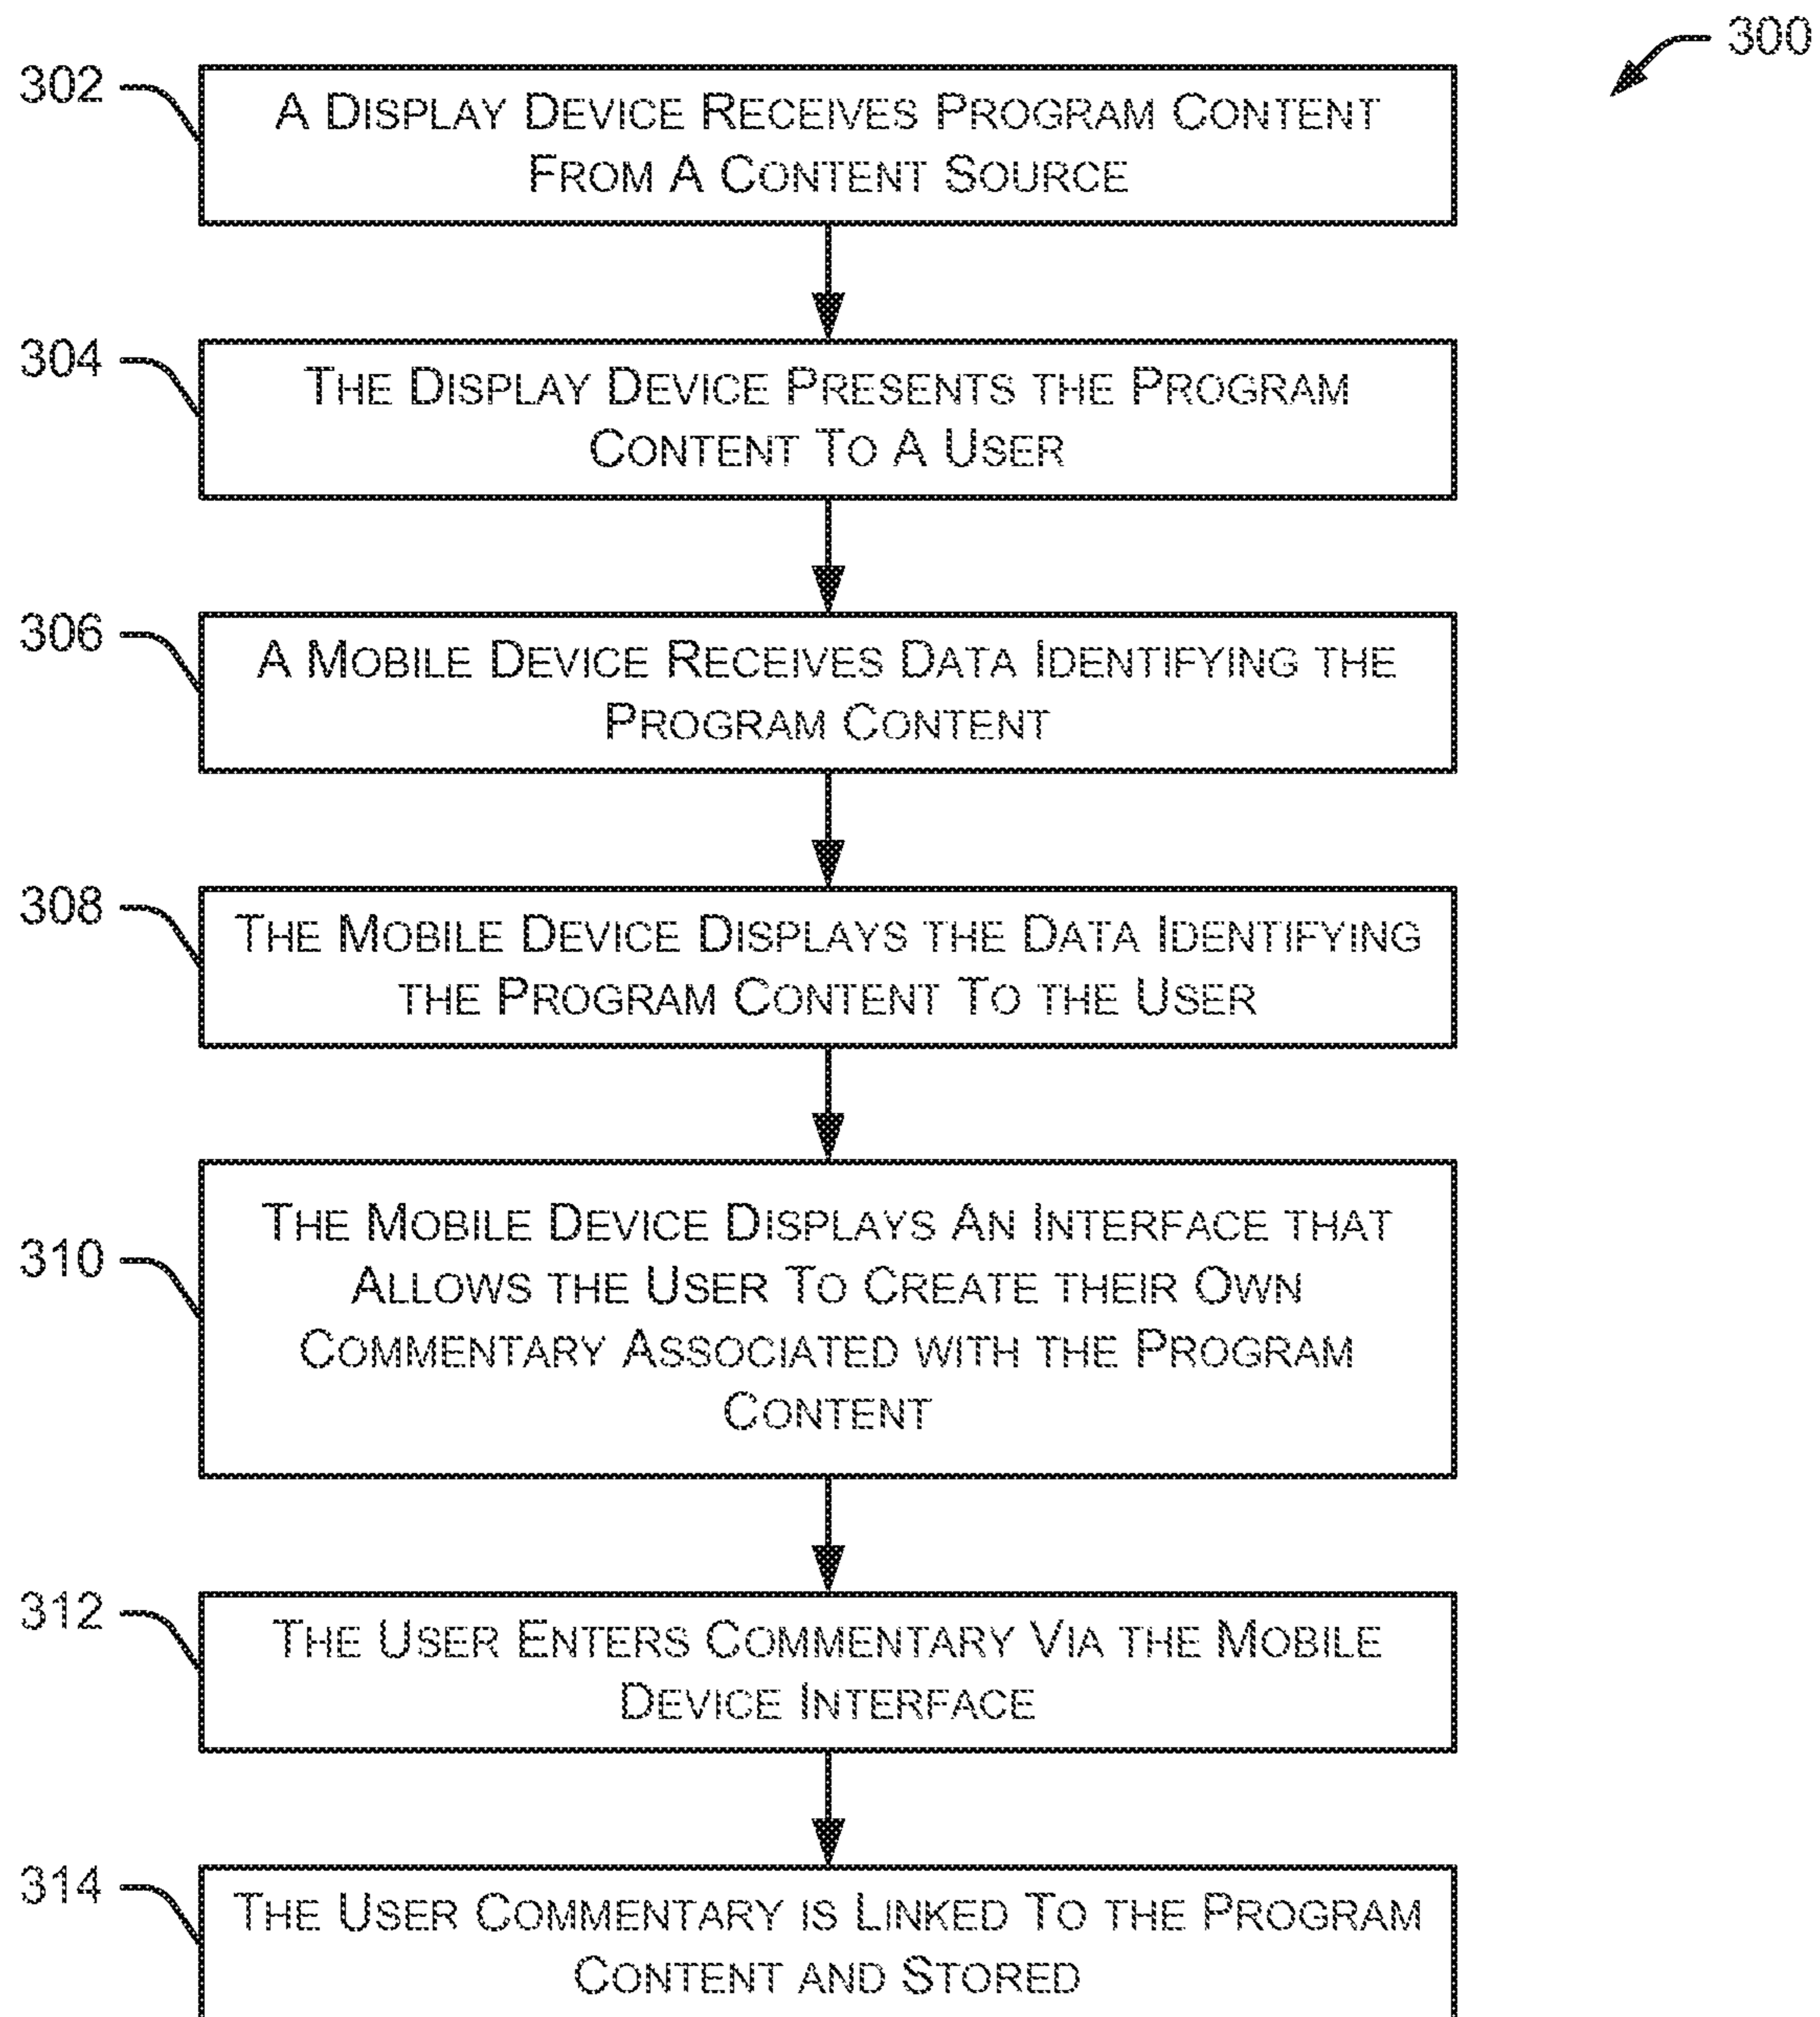 300
302
A DISPLAY DEVICE RECEIVES PROGRAM CONTENT
FROM A CONTENT SOURCE
304
THE DISPLAY DEVICE PRESENTS THE PROGRAM
CONTENT TO A USER
306
A MOBILE DEVICE RECEIVES DATA IDENTIFYING THE
PROGRAM CONTENT
308
THE MOBILE DEVICE DISPLAYS THE DATA IDENTIFYING
THE PROGRAM CONTENT TO THE USER
310
THE MOBILE DEVICE DISPLAYS AN INTERFACE THAT
ALLOWS THE USER TO CREATE THEIR OWN
COMMENTARY ASSOCIATED WITH THE PROGRAM
CONTENT
312
THE USER ENTERS COMMENTARY VIA THE MOBILE
DEVICE INTERFACE
314
THE USER COMMENTARY IS LINKED TO THE PROGRAM
CONTENT AND STORED